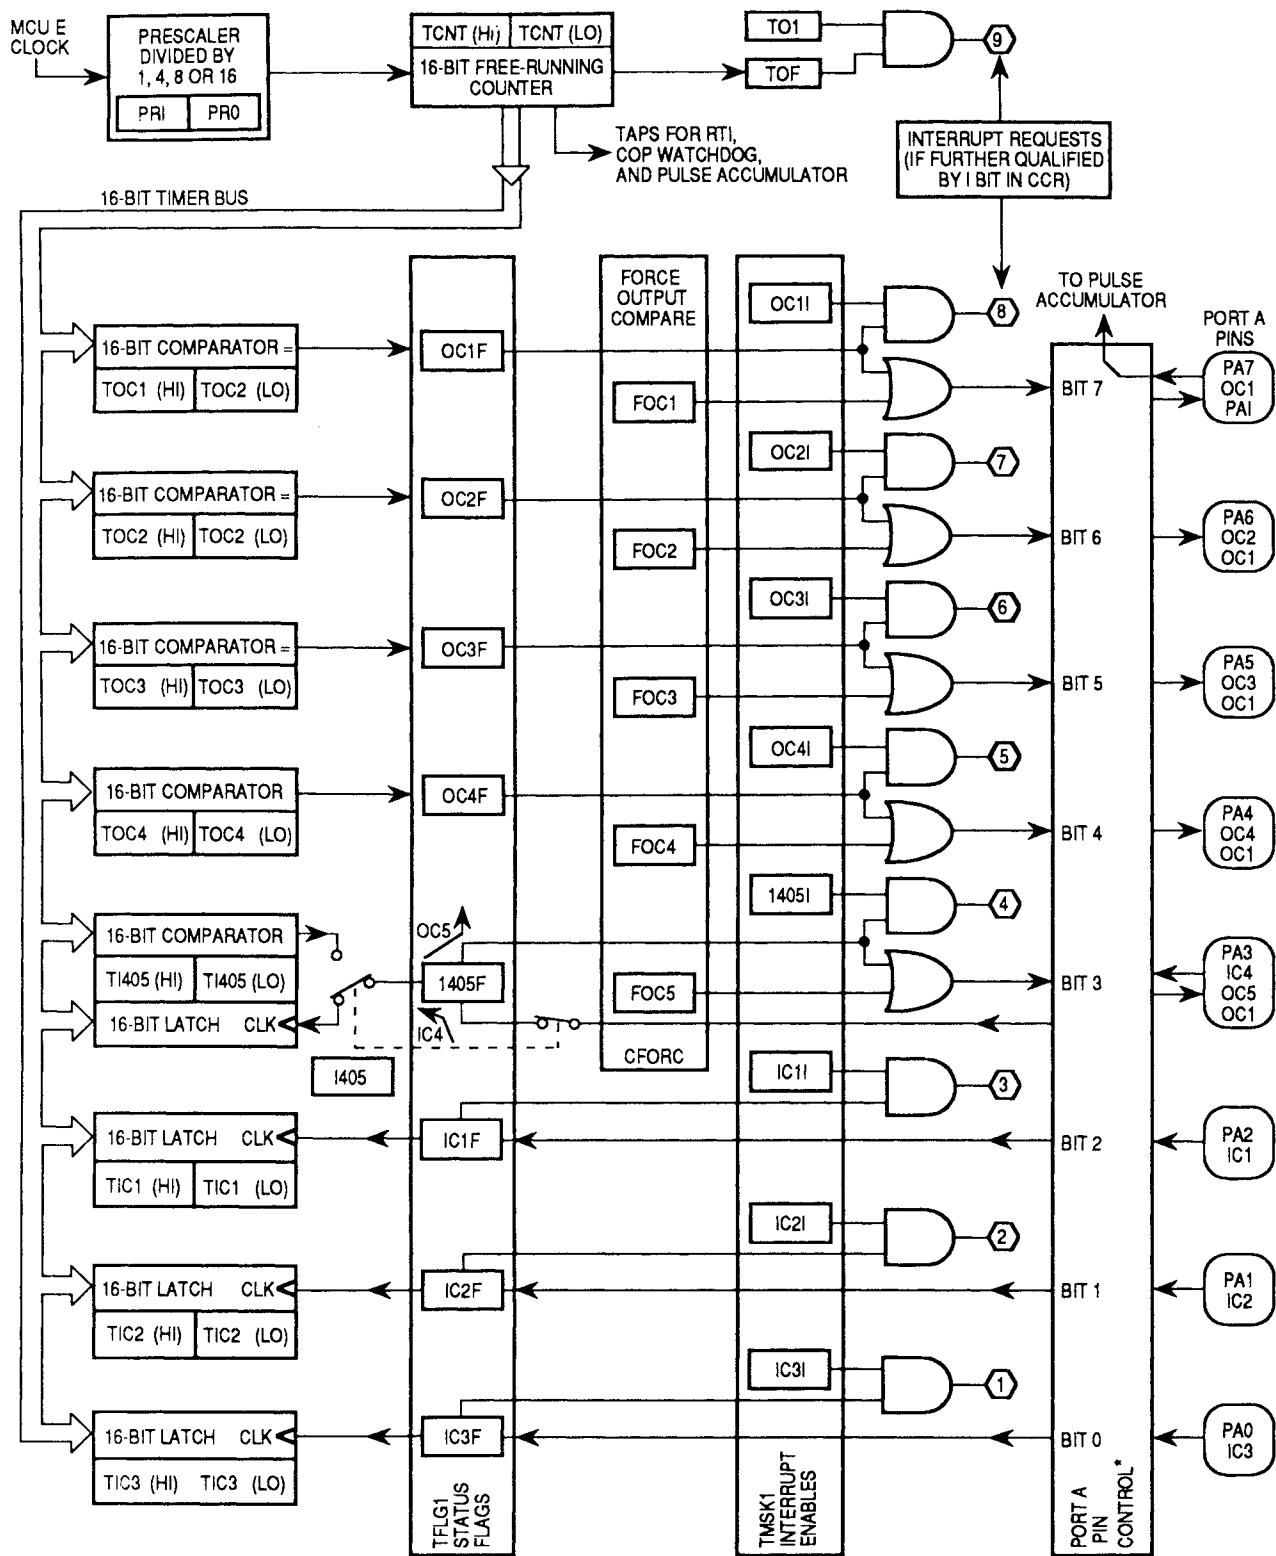 MCU E
CLOCK
PRESCALER
DIVIDED BY
1, 4, 8 OR 16
PRI PR0
TCNT (Hi) TCNT (LO)
16-BIT FREE-RUNNING
COUNTER
TO1
TOF
9
TAPS FOR RTI,
COP WATCHDOG,
AND PULSE ACCUMULATOR
INTERRUPT REQUESTS
(IF FURTHER QUALIFIED
BY I BIT IN CCR)
16-BIT TIMER BUS
FORCE
OUTPUT
COMPARE
OC1I
8
TO PULSE
ACCUMULATOR
PORT A
PINS
16-BIT COMPARATOR =
TOC1 (HI) TOC2 (LO)
OC1F
FOC1
BIT 7
PA7
OC1
PAI
OC2I
7
16-BIT COMPARATOR =
TOC2 (HI) TOC2 (LO)
OC2F
FOC2
BIT 6
PA6
OC2
OC1
OC3I
6
16-BIT COMPARATOR =
TOC3 (HI) TOC3 (LO)
OC3F
FOC3
BIT 5
PA5
OC3
OC1
OC4I
5
16-BIT COMPARATOR
TOC4 (HI) TOC4 (LO)
OC4F
FOC4
BIT 4
PA4
OC4
OC1
1405I
4
16-BIT COMPARATOR
TI405 (HI) TI405 (LO)
16-BIT LATCH CLK
OC5
1405F
IC4
I405
FOC5
CFORC
BIT 3
PA3
IC4
OC5
OC1
IC1I
3
16-BIT LATCH CLK
TIC1 (HI) TIC1 (LO)
IC1F
BIT 2
PA2
IC1
IC2I
2
16-BIT LATCH CLK
TIC2 (HI) TIC2 (LO)
IC2F
BIT 1
PA1
IC2
IC3I
1
16-BIT LATCH CLK
TIC3 (HI) TIC3 (LO)
IC3F
BIT 0
PA0
IC3
TFLG1
STATUS
FLAGS
TMSK1
INTERRUPT
ENABLES
PORT A
PIN
CONTROL*